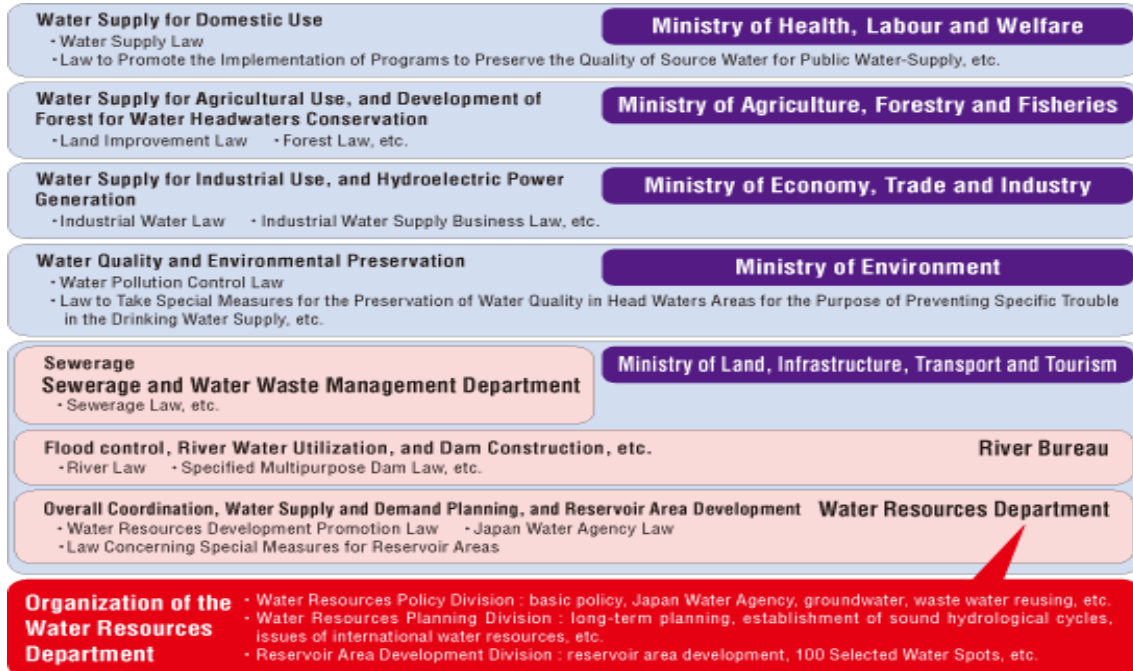 Water Supply for Domestic Use
Ministry of Health, Labour and Welfare
・Water Supply Law
・Law to Promote the Implementation of Programs to Preserve the Quality of Source Water for Public Water-Supply, etc.
Water Supply for Agricultural Use, and Development of
Forest for Water Headwaters Conservation
Ministry of Agriculture, Forestry and Fisheries
・Land Improvement Law ・Forest Law, etc.
Water Supply for Industrial Use, and Hydroelectric Power
Generation
Ministry of Economy, Trade and Industry
・Industrial Water Law ・Industrial Water Supply Business Law, etc.
Water Quality and Environmental Preservation
Ministry of Environment
・Water Pollution Control Law
・Law to Take Special Measures for the Preservation of Water Quality in Head Waters Areas for the Purpose of Preventing Specific Trouble
in the Drinking Water Supply, etc.
Ministry of Land, Infrastructure, Transport and Tourism
Sewerage
Sewerage and Water Waste Management Department
・Sewerage Law, etc.
Flood control, River Water Utilization, and Dam Construction, etc.
River Bureau
・River Law ・Specified Multipurpose Dam Law, etc.
Overall Coordination, Water Supply and Demand Planning, and Reservoir Area Development
Water Resources Department
・Water Resources Development Promotion Law ・Japan Water Agency Law
・Law Concerning Special Measures for Reservoir Areas
Organization of the
Water Resources
Department
・Water Resources Policy Division : basic policy, Japan Water Agency, groundwater, waste water reusing, etc.
・Water Resources Planning Division : long-term planning, establishment of sound hydrological cycles,
issues of international water resources, etc.
・Reservoir Area Development Division : reservoir area development, 100 Selected Water Spots, etc.